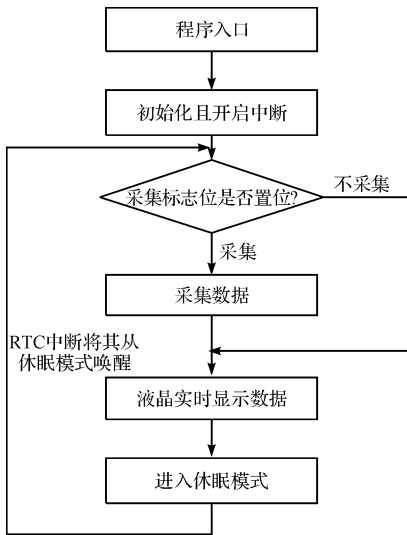 程序入口
初始化且开启中断
采集标志位是否置位?
不采集
采集
采集数据
RTC中断将其从
休眠模式唤醒
液晶实时显示数据
进入休眠模式